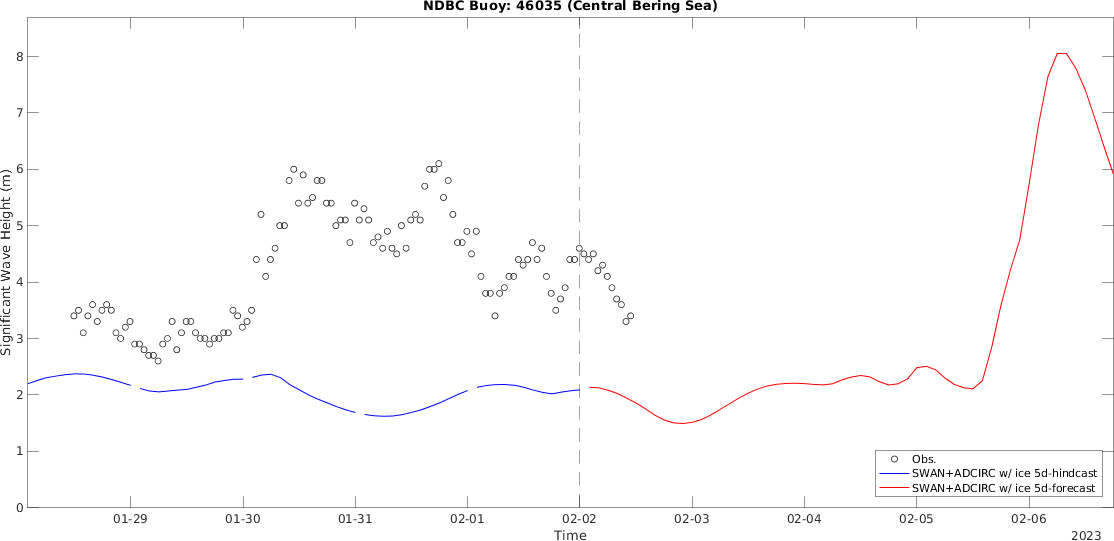 NDBC Buoy: 46035 (Central Bering Sea)
Significant Wave Height (m)
8
7
6
5
4
3
2
1
0
Obs.
SWAN+ADCIRC w/ ice 5d-hindcast
SWAN+ADCIRC w/ ice 5d-forecast
01-29 01-30 01-31 02-01 02-02 02-03 02-04 02-05 02-06
Time
2023